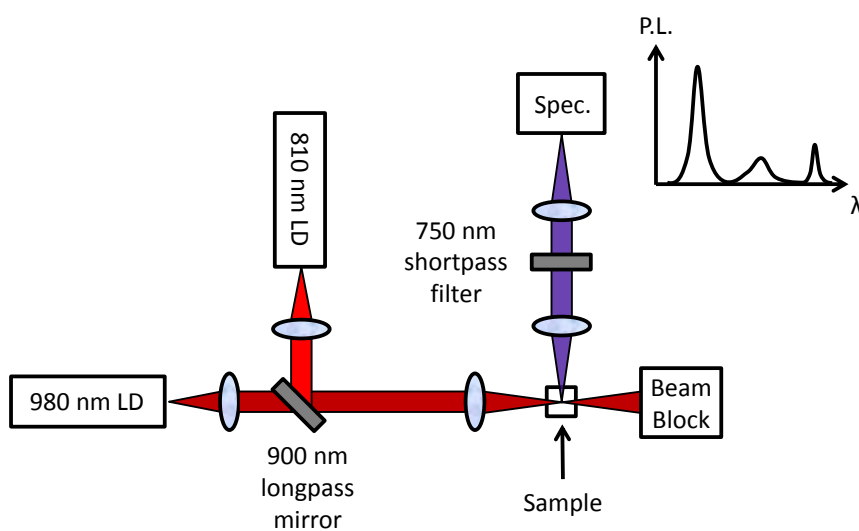 P.L.
λ
Spec.
810 nm LD
750 nm
shortpass
filter
980 nm LD
900 nm
longpass
mirror
Beam
Block
Sample